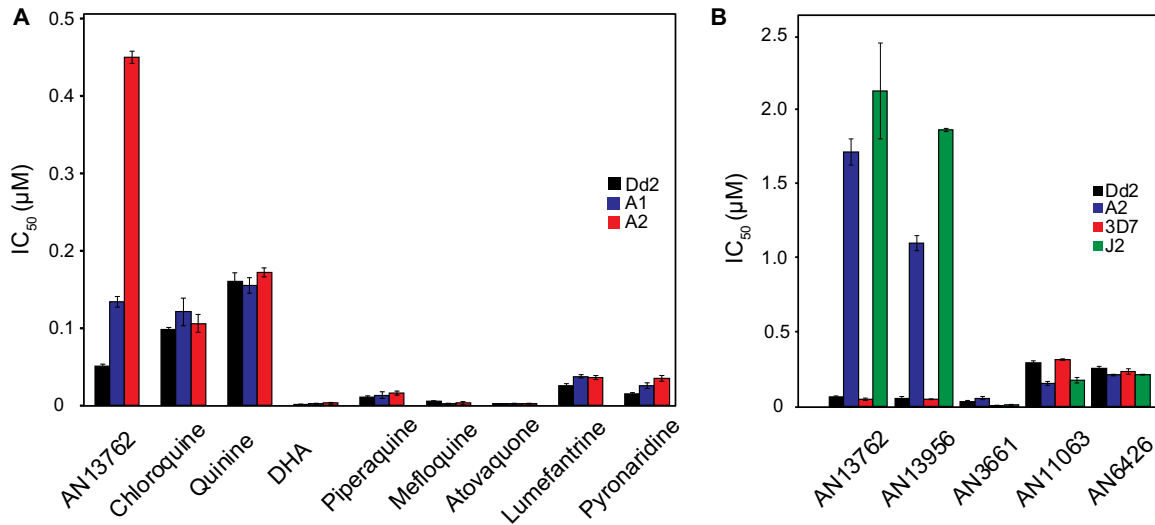 A
IC50 (µM)
0.5
0.4
0.3
0.2
0.1
0
Dd2
A1
A2
AN13762
Chloroquine
Quinine
DHA
Piperaquine
Mefloquine
Atovaquone
Lumefantrine
Pyronaridine
B
IC50 (µM)
2.5
2.0
1.5
1.0
0.5
0
Dd2
A2
3D7
J2
AN13762
AN13956
AN3661
AN11063
AN6426